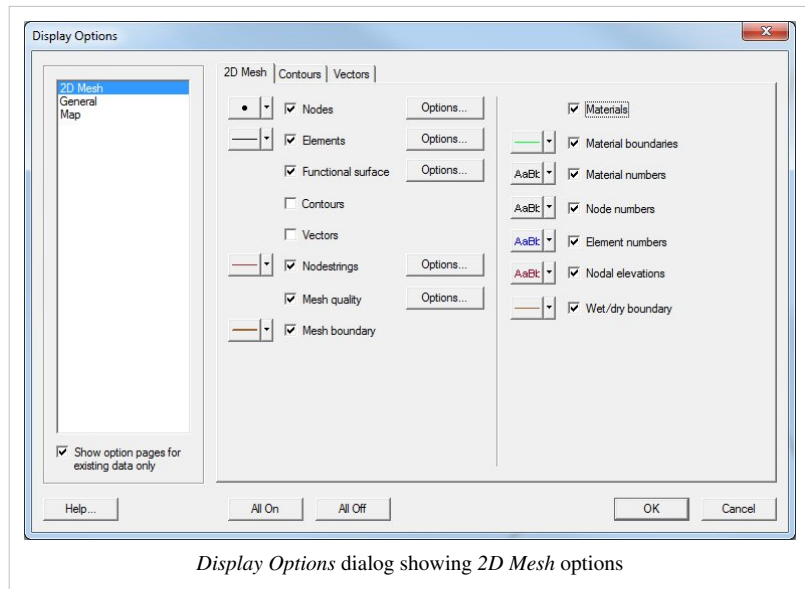 Display Options
x
2D Mesh
General
Map
Show option pages for
existing data only
2D Mesh
Contours
Vectors
Nodes
Options...
Elements
Options...
Functional surface
Options...
Contours
Vectors
Nodestrings
Options...
Mesh quality
Options...
Mesh boundary
Materials
Material boundaries
AaBb
Material numbers
AaBb
Node numbers
AaBb
Element numbers
AaBb
Nodal elevations
Wet/dry boundary
Help...
All On
All Off
OK
Cancel
Display Options dialog showing 2D Mesh options